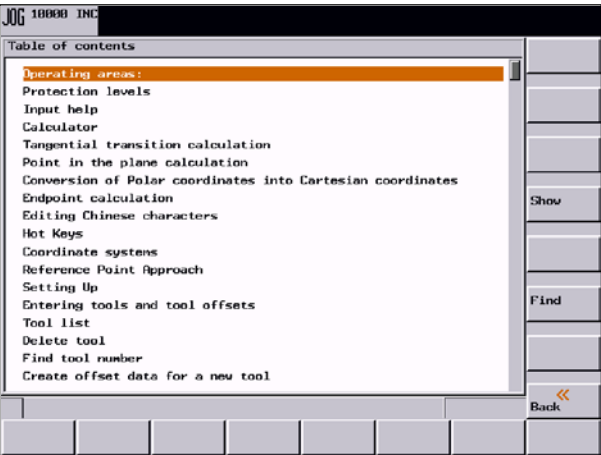 JOG 10000 INC
Table of contents
Operating areas:
Protection levels
Input help
Calculator
Tangential transition calculation
Point in the plane calculation
Conversion of Polar coordinates into Cartesian coordinates
Endpoint calculation
Editing Chinese characters
Hot Keys
Coordinate systems
Reference Point Approach
Setting Up
Entering tools and tool offsets
Tool list
Delete tool
Find tool number
Create offset data for a new tool
Show
Find
Back